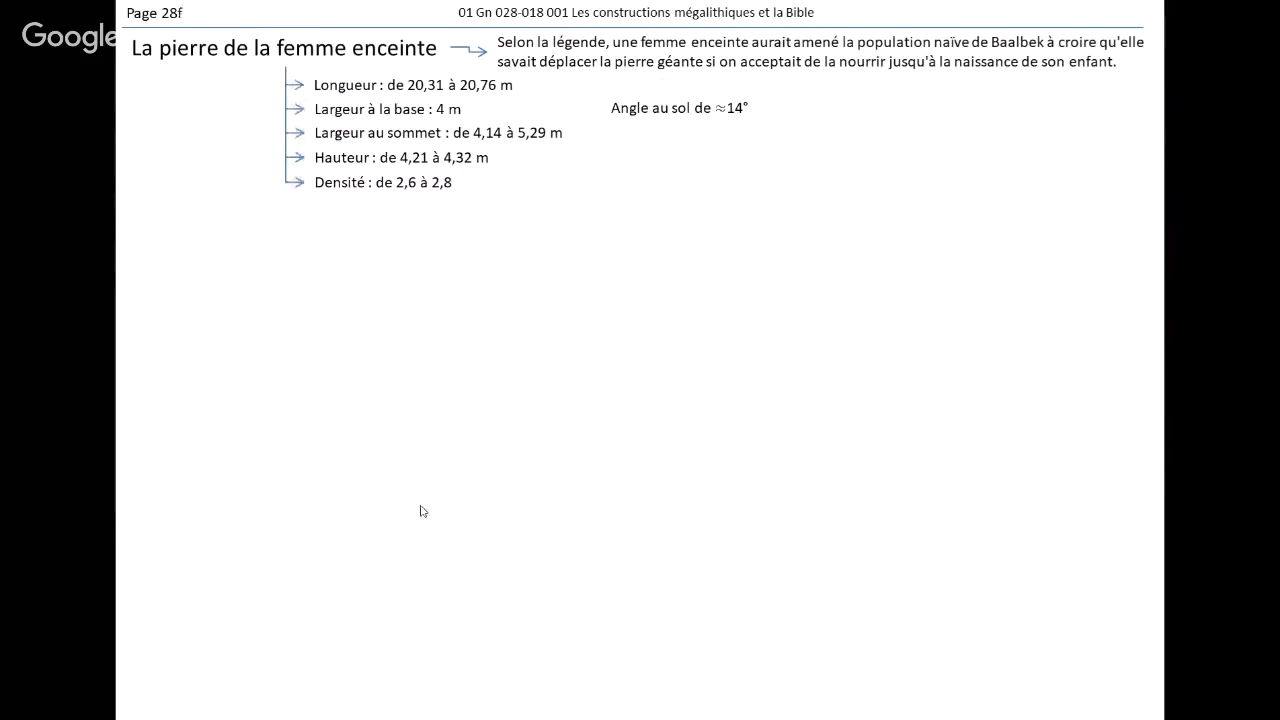 Page 28f
01 Gn 028-018 001 Les constructions mégalithiques et la Bible
Google
La pierre de la femme enceinte
Selon la légende, une femme enceinte aurait amené la population naïve de Baalbek à croire qu'elle
savait déplacer la pierre géante si on acceptait de la nourrir jusqu'à la naissance de son enfant.
Longueur : de 20,31 à 20,76 m
Largeur à la base : 4 m
Angle au sol de ≈14°
Largeur au sommet : de 4,14 à 5,29 m
Hauteur : de 4,21 à 4,32 m
Densité : de 2,6 à 2,8